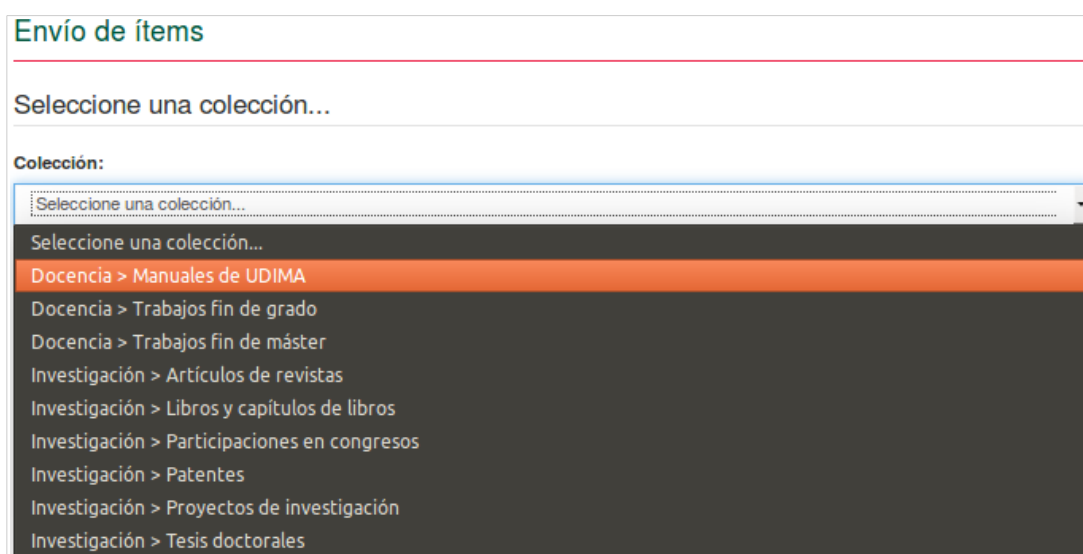 Envío de ítems
Seleccione una colección...
Colección:
Seleccione una colección...
Seleccione una colección...
Docencia > Manuales de UDIMA
Docencia > Trabajos fin de grado
Docencia > Trabajos fin de máster
Investigación > Artículos de revistas
Investigación > Libros y capítulos de libros
Investigación > Participaciones en congresos
Investigación > Patentes
Investigación > Proyectos de investigación
Investigación > Tesis doctorales